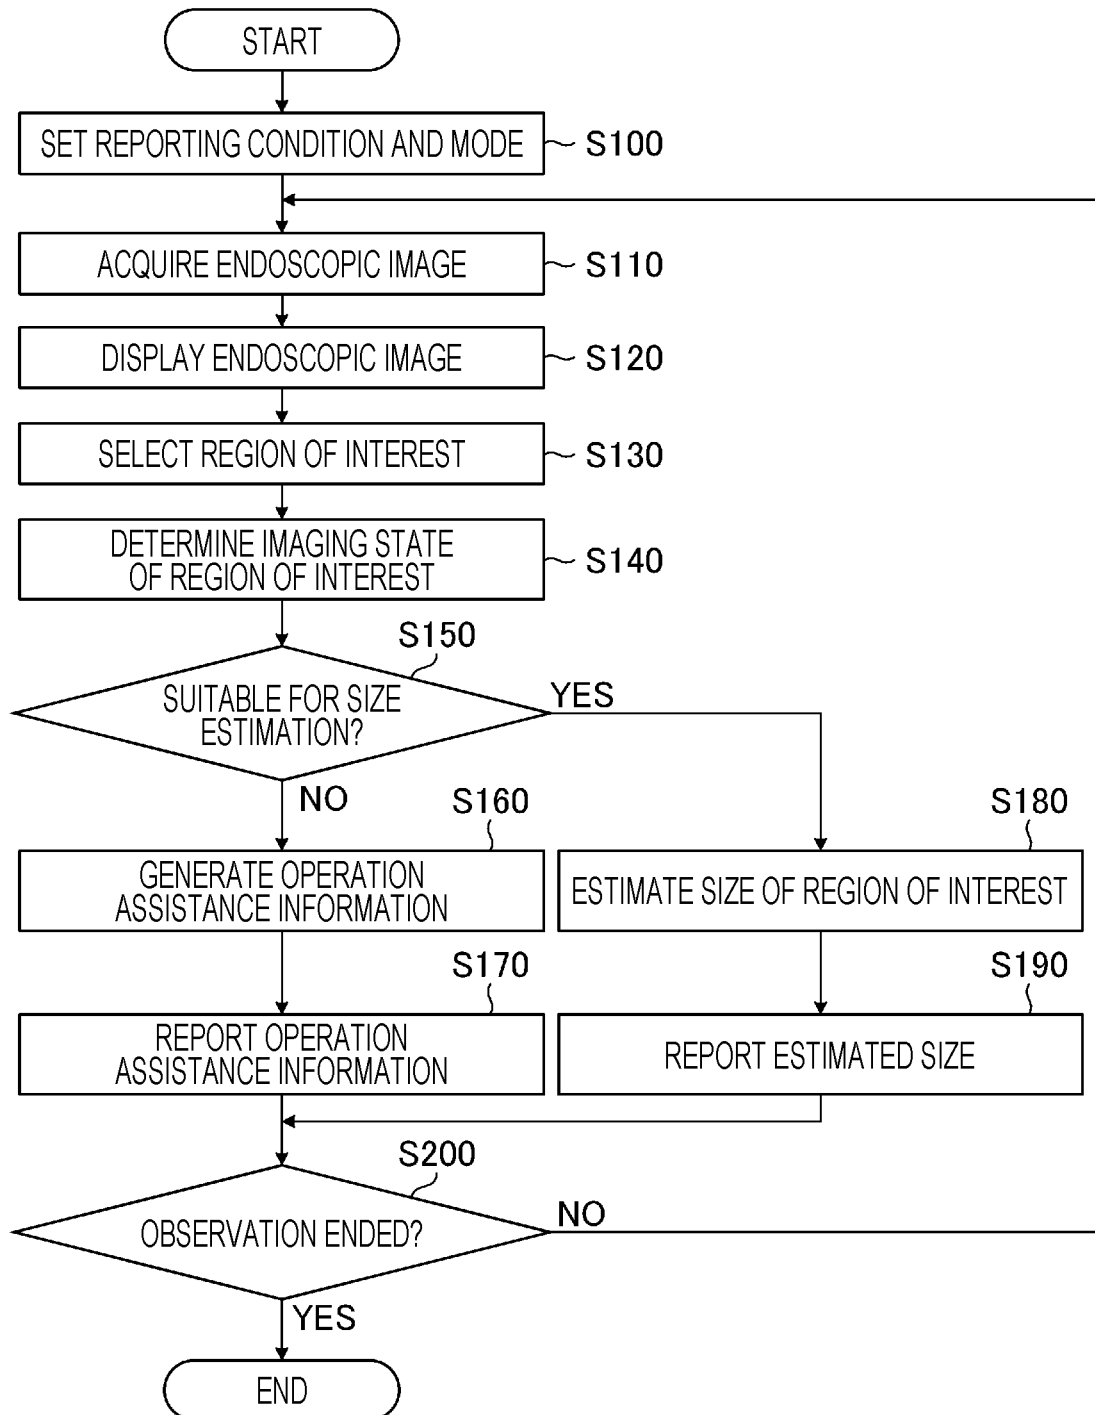 START
SET REPORTING CONDITION AND MODE
S100
ACQUIRE ENDOSCOPIC IMAGE
S110
DISPLAY ENDOSCOPIC IMAGE
S120
SELECT REGION OF INTEREST
S130
DETERMINE IMAGING STATE
OF REGION OF INTEREST
S140
S150
SUITABLE FOR SIZE
ESTIMATION?
YES
NO
S160
GENERATE OPERATION
ASSISTANCE INFORMATION
S180
ESTIMATE SIZE OF REGION OF INTEREST
S170
REPORT OPERATION
ASSISTANCE INFORMATION
S190
REPORT ESTIMATED SIZE
S200
OBSERVATION ENDED?
NO
YES
END